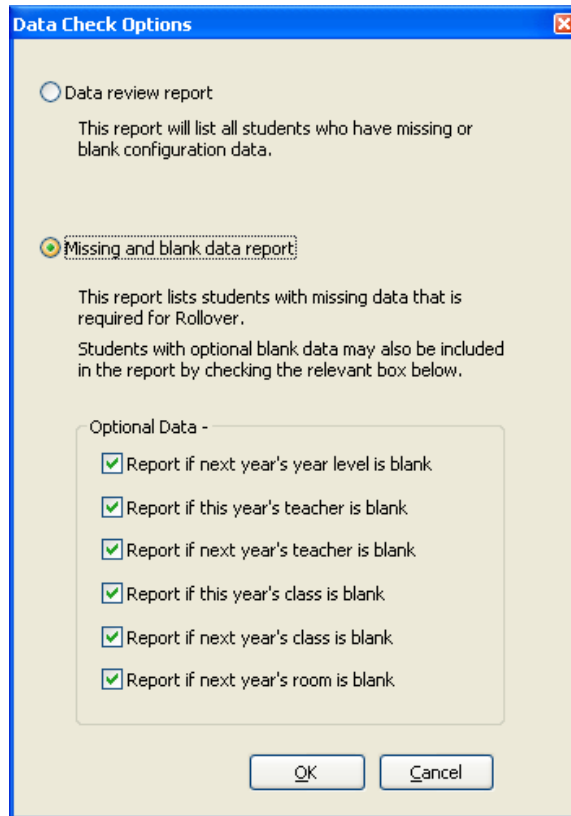 Data Check Options
Data review report
This report will list all students who have missing or
blank configuration data.
Missing and blank data report
This report lists students with missing data that is
required for Rollover.
Students with optional blank data may also be included
in the report by checking the relevant box below.
Optional Data -
Report if next year's year level is blank
Report if this year's teacher is blank
Report if next year's teacher is blank
Report if this year's class is blank
Report if next year's class is blank
Report if next year's room is blank
OK
Cancel